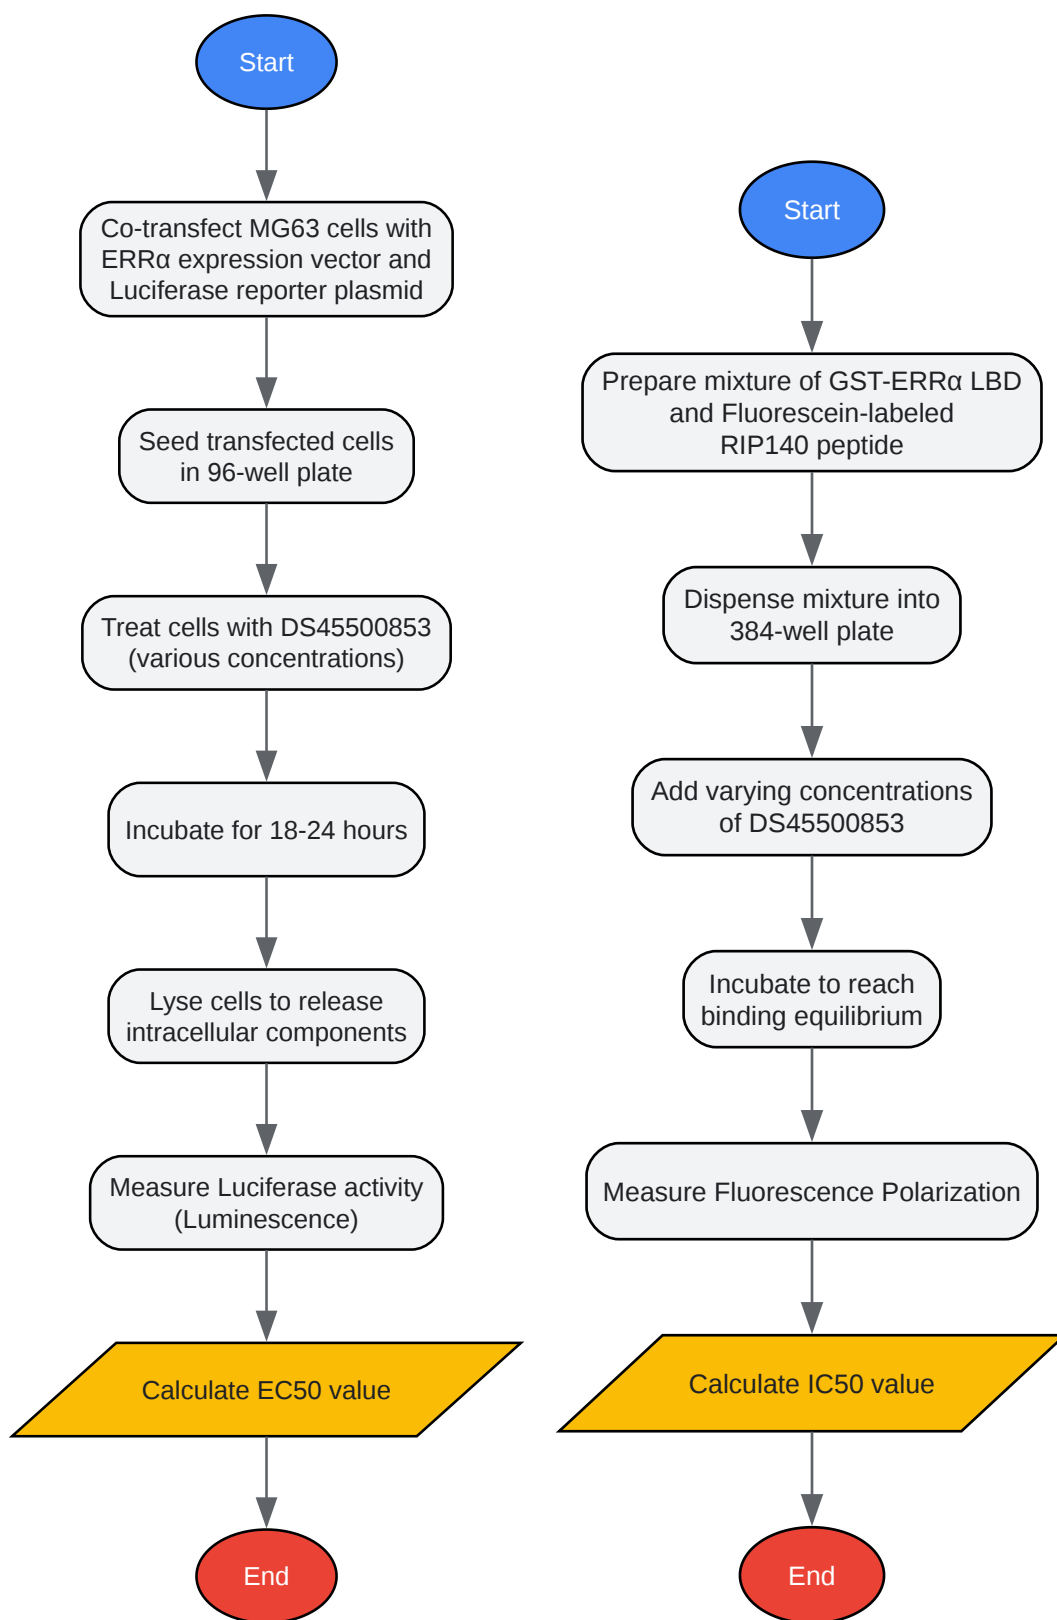 Start
Co-transfect MG63 cells with
ERRα expression vector and
Luciferase reporter plasmid
Seed transfected cells
in 96-well plate
Treat cells with DS45500853
(various concentrations)
Incubate for 18-24 hours
Lyse cells to release
intracellular components
Measure Luciferase activity
(Luminescence)
Calculate EC50 value
End
Start
Prepare mixture of GST-ERRα LBD
and Fluorescein-labeled
RIP140 peptide
Dispense mixture into
384-well plate
Add varying concentrations
of DS45500853
Incubate to reach
binding equilibrium
Measure Fluorescence Polarization
Calculate IC50 value
End